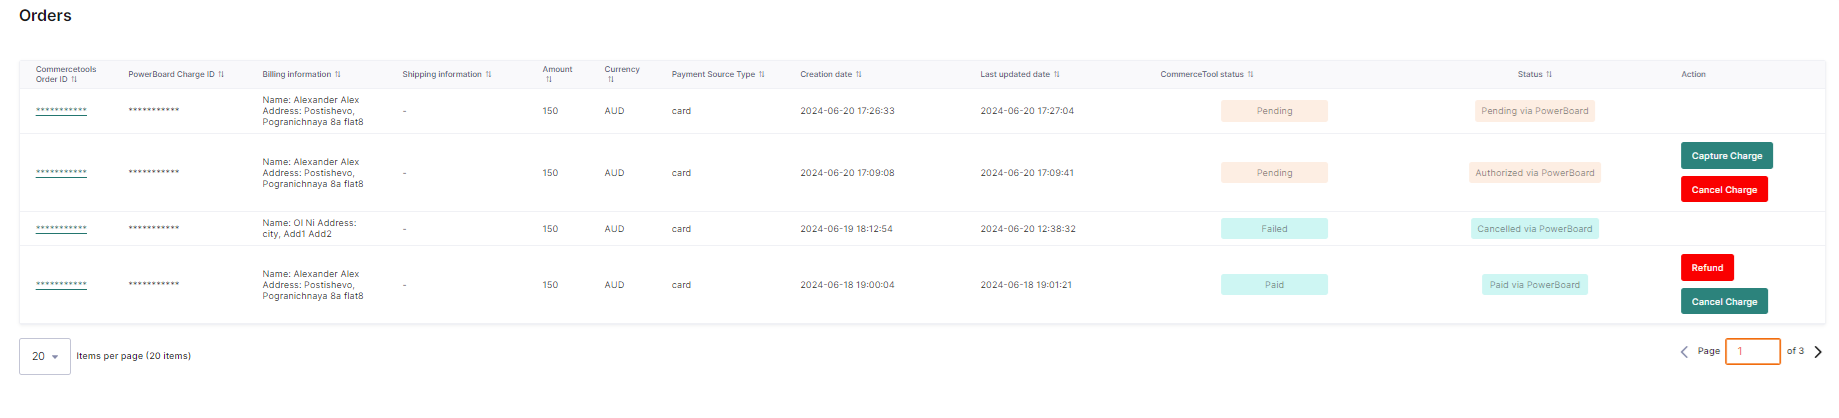 Orders
Commercetools Order ID PowerBoard Charge ID Billing information Shipping information Amount Currency Payment Source Type Creation date Last updated date CommerceTool status Status Action
*********** *********** Name: Alexander Alex Address: Postishevo, Pogranichnaya 8a flat8 - 150 AUD card 2024-06-20 17:26:33 2024-06-20 17:27:04 Pending Pending via PowerBoard
*********** *********** Name: Alexander Alex Address: Postishevo, Pogranichnaya 8a flat8 - 150 AUD card 2024-06-20 17:09:08 2024-06-20 17:09:41 Pending Authorized via PowerBoard Capture Charge Cancel Charge
*********** *********** Name: Ol Ni Address: city, Add1 Add2 - 150 AUD card 2024-06-19 18:12:54 2024-06-20 12:38:32 Failed Cancelled via PowerBoard
*********** *********** Name: Alexander Alex Address: Postishevo, Pogranichnaya 8a flat8 - 150 AUD card 2024-06-18 19:00:04 2024-06-18 19:01:21 Paid Paid via PowerBoard Refund Cancel Charge
20 Items per page (20 items) Page 1 of 3